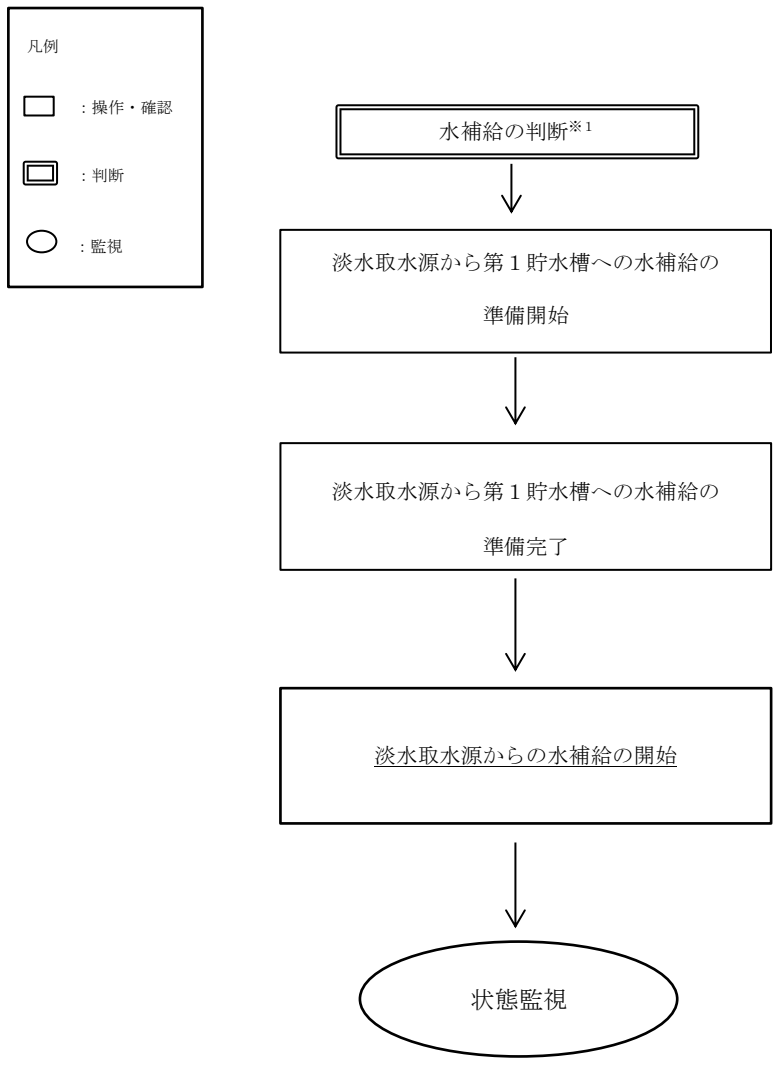 凡例
：操作・確認
：判断
：監視
水補給の判断※1
淡水取水源から第１貯水槽への水補給の
準備開始
淡水取水源から第１貯水槽への水補給の
準備完了
淡水取水源からの水補給の開始
状態監視